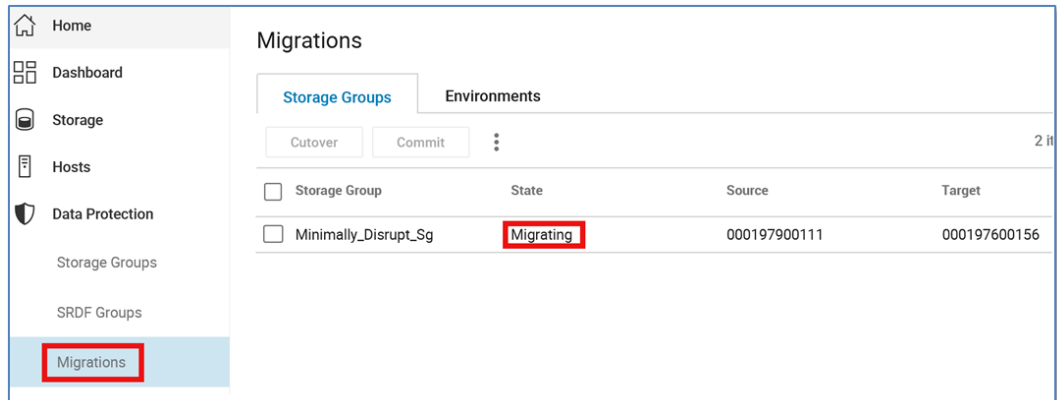 Home
Dashboard
Storage
Hosts
Data Protection
Storage Groups
SRDF Groups
Migrations
Migrations
Storage Groups Environments
Cutover Commit 2
Storage Group State Source Target
Minimally_Disrupt_Sg Migrating 000197900111 000197600156